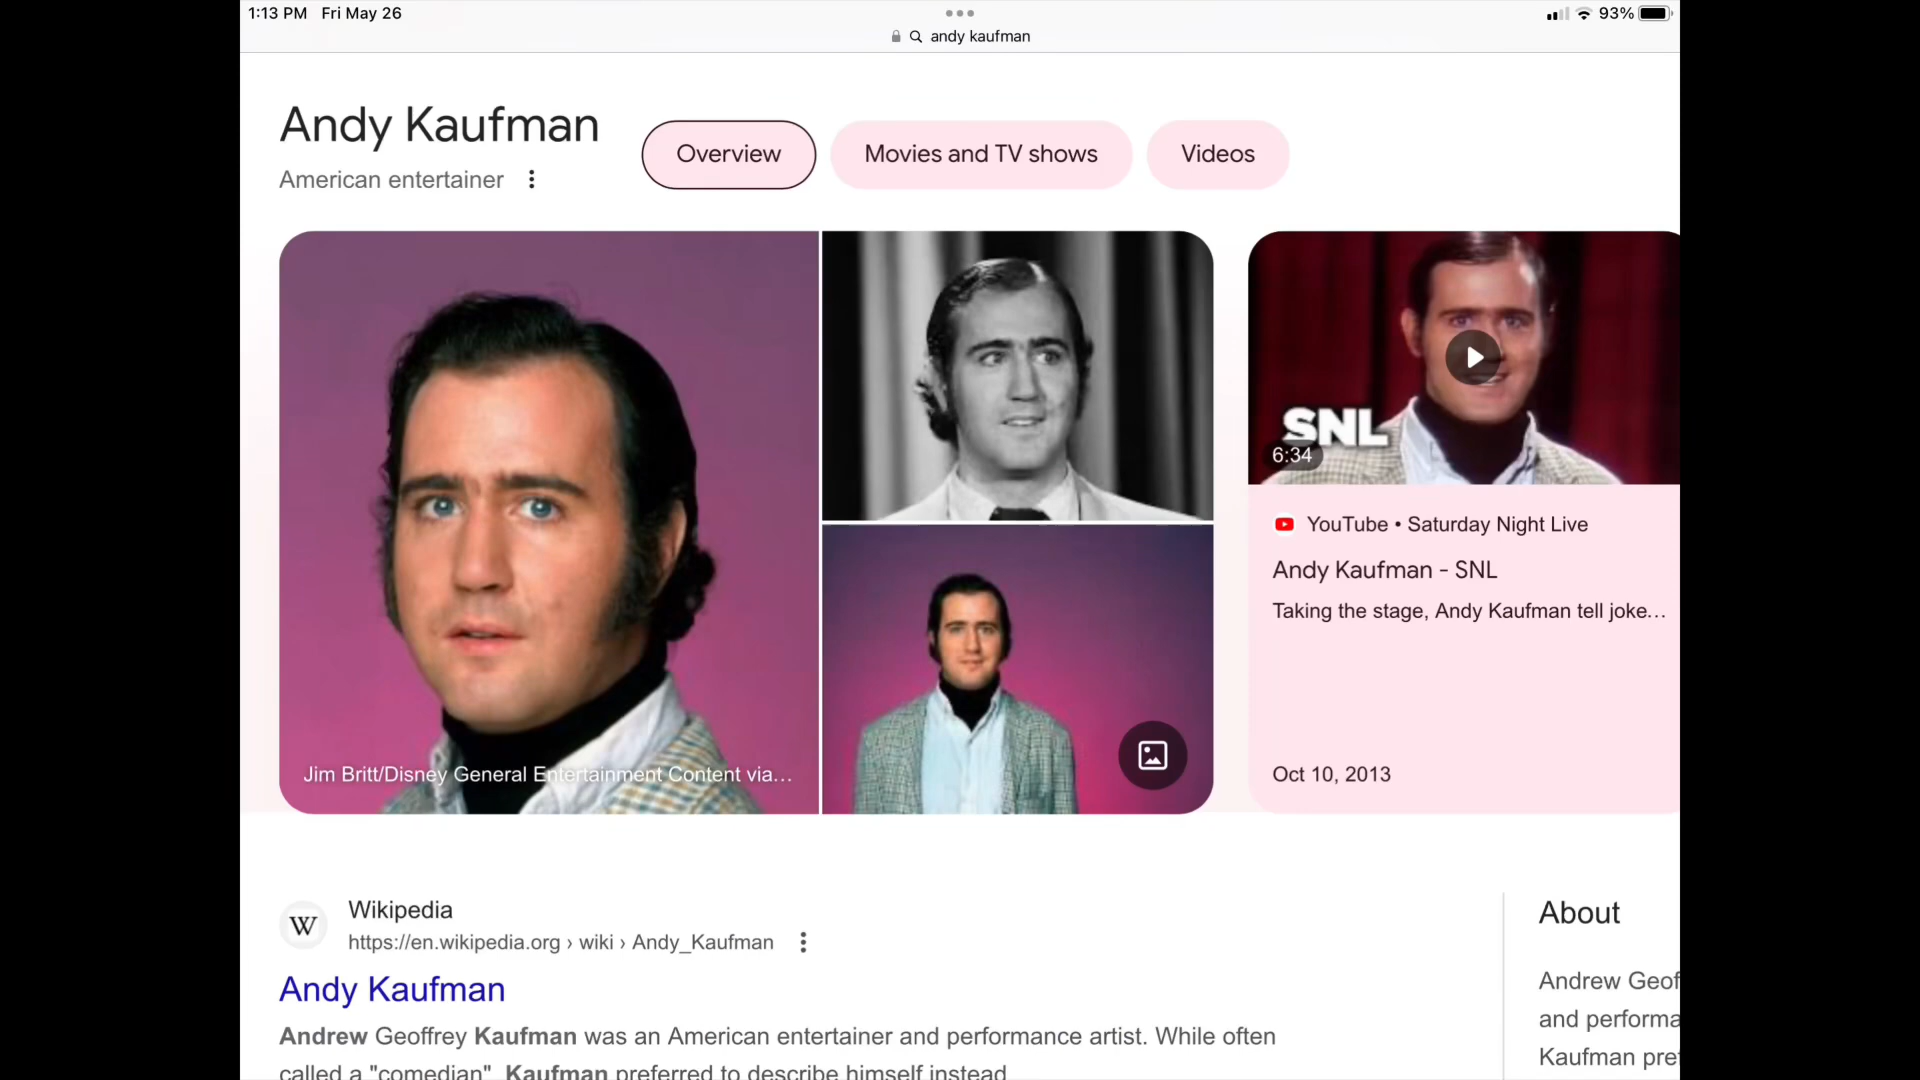 1:13 PM Fri May 26
93%
andy kaufman
Andy Kaufman
American entertainer
Overview
Movies and TV shows
Videos
Jim Britt/Disney General Entertainment Content via...
SNL
6:34
YouTube • Saturday Night Live
Andy Kaufman - SNL
Taking the stage, Andy Kaufman tell joke...
Oct 10, 2013
W
Wikipedia
https://en.wikipedia.org › wiki › Andy_Kaufman
Andy Kaufman
Andrew Geoffrey Kaufman was an American entertainer and performance artist. While often
called a "comedian", Kaufman preferred to describe himself instead
About
Andrew Geof
and performa
Kaufman pre